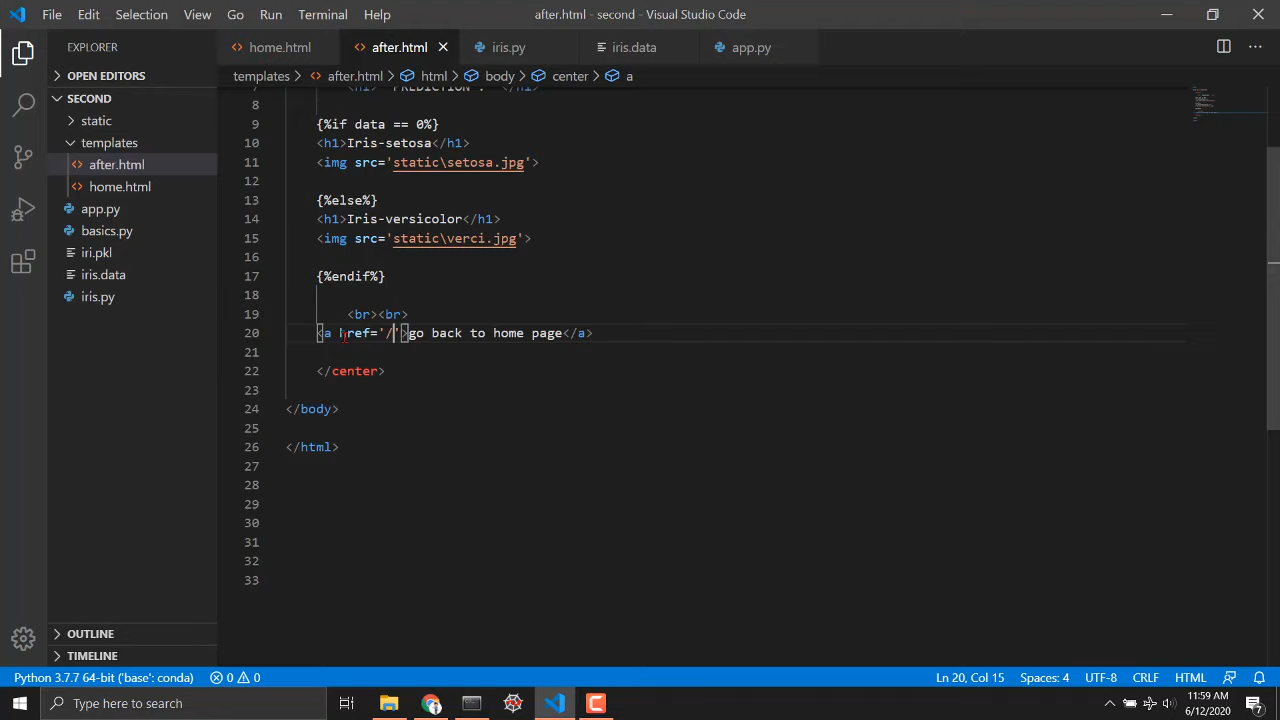 File Edit Selection View Go Run Terminal Help after.html - second - Visual Studio Code
EXPLORER
home.html after.html iris.py iris.data app.py
OPEN EDITORS
templates > after.html > html > body > center > a
SECOND
static
templates
after.html
home.html
app.py
basics.py
iri.pkl
iris.data
iris.py
OUTLINE
TIMELINE
7 <h1> "PREDICTION : "</h1>
8
9 {%if data == 0%}
10 <h1>Iris-setosa</h1>
11 <img src='static\setosa.jpg'>
12
13 {%else%}
14 <h1>Iris-versicolor</h1>
15 <img src='static\verci.jpg'>
16
17 {%endif%}
18
19 <br><br>
20 <a href='/'>go back to home page</a>
21
22 </center>
23
24 </body>
25
26 </html>
27
28
29
30
31
32
33
Python 3.7.7 64-bit ('base': conda) 0 0 Ln 20, Col 15 Spaces: 4 UTF-8 CRLF HTML
Type here to search
11:59 AM
6/12/2020
7